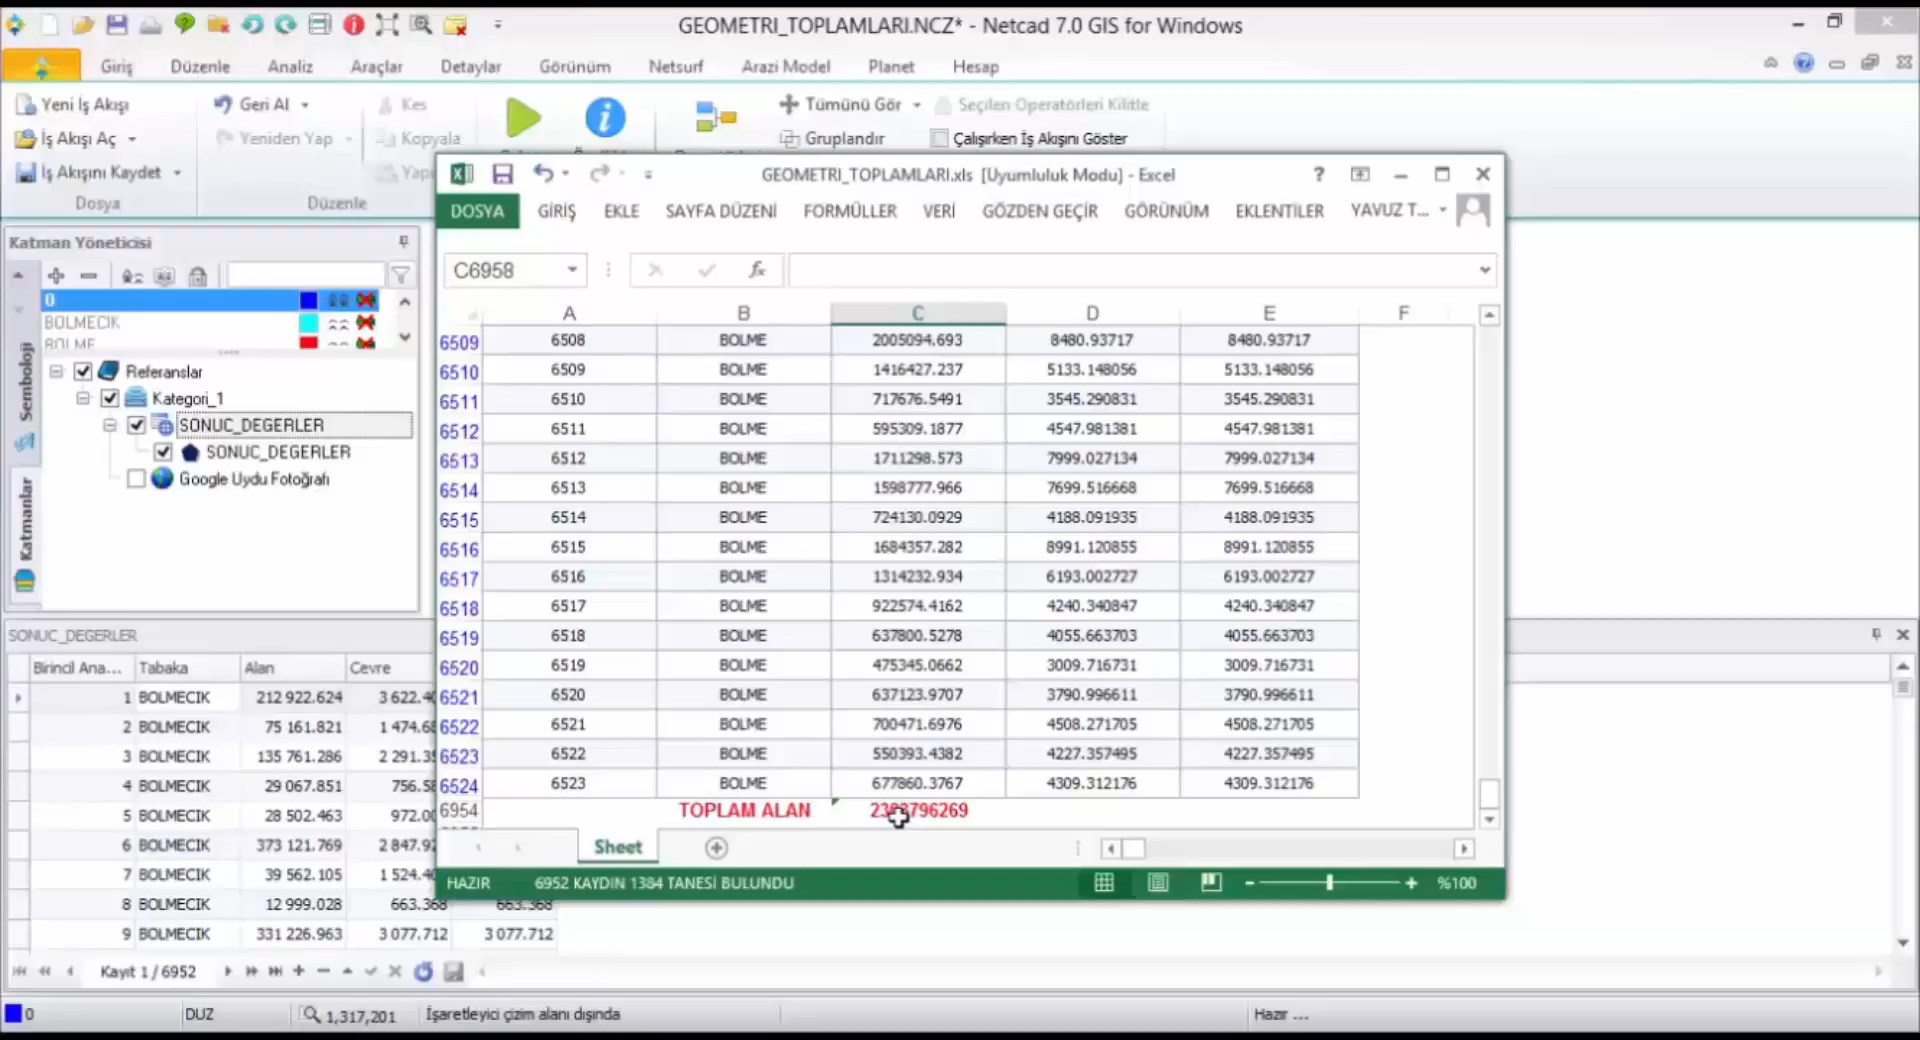 GEOMETRI_TOPLAMLARI.NCZ* - Netcad 7.0 GIS for Windows
Giriş Düzenle Analiz Araçlar Detaylar Görünüm Netsurf Arazi Model Planet Hesap
Yeni İş Akışı
İş Akışı Aç
İş Akışını Kaydet
Dosya
Geri Al
Yeniden Yap
Kes
Kopyala
Düzenle
Tümünü Gör
Gruplandır
Seçilen Operatörleri Kilitle
Çalışırken İş Akışını Göster
Katman Yöneticisi
0
BOLMECIK
BOLME
Semboloji
Katmanlar
Referanslar
Kategori_1
SONUC_DEGERLER
SONUC_DEGERLER
Google Uydu Fotoğrafı
GEOMETRI_TOPLAMLARI.xls [Uyumluluk Modu] - Excel
DOSYA GİRİŞ EKLE SAYFA DÜZENİ FORMÜLLER VERİ GÖZDEN GEÇİR GÖRÜNÜM EKLENTİLER YAVUZ T...
C6958 fx
A B C D E F
6509 6508 BOLME 2005094.693 8480.93717 8480.93717
6510 6509 BOLME 1416427.237 5133.148056 5133.148056
6511 6510 BOLME 717676.5491 3545.290831 3545.290831
6512 6511 BOLME 595309.1877 4547.981381 4547.981381
6513 6512 BOLME 1711298.573 7999.027134 7999.027134
6514 6513 BOLME 1598777.966 7699.516668 7699.516668
6515 6514 BOLME 724130.0929 4188.091935 4188.091935
6516 6515 BOLME 1684357.282 8991.120855 8991.120855
6517 6516 BOLME 1314232.934 6193.002727 6193.002727
6518 6517 BOLME 922574.4162 4240.340847 4240.340847
6519 6518 BOLME 637800.5278 4055.663703 4055.663703
6520 6519 BOLME 475345.0662 3009.716731 3009.716731
6521 6520 BOLME 637123.9707 3790.996611 3790.996611
6522 6521 BOLME 700471.6976 4508.271705 4508.271705
6523 6522 BOLME 550393.4382 4227.357495 4227.357495
6524 6523 BOLME 677860.3767 4309.312176 4309.312176
6954 TOPLAM ALAN
Sheet
HAZIR 6952 KAYDIN 1384 TANESİ BULUNDU %100
SONUC_DEGERLER
Birincil Ana... Tabaka Alan Cevre
1 BOLMECIK 212 922.624
2 BOLMECIK 75 161.821
3 BOLMECIK 135 761.286
4 BOLMECIK 29 067.851
5 BOLMECIK 28 502.463
6 BOLMECIK 373 121.769
7 BOLMECIK 39 562.105
8 BOLMECIK 12 999.028 663.368 663.368
9 BOLMECIK 331 226.963 3 077.712 3 077.712
Kayıt 1 / 6952
0 DUZ 1,317,201 İşaretleyici çizim alanı dışında Hazır ...